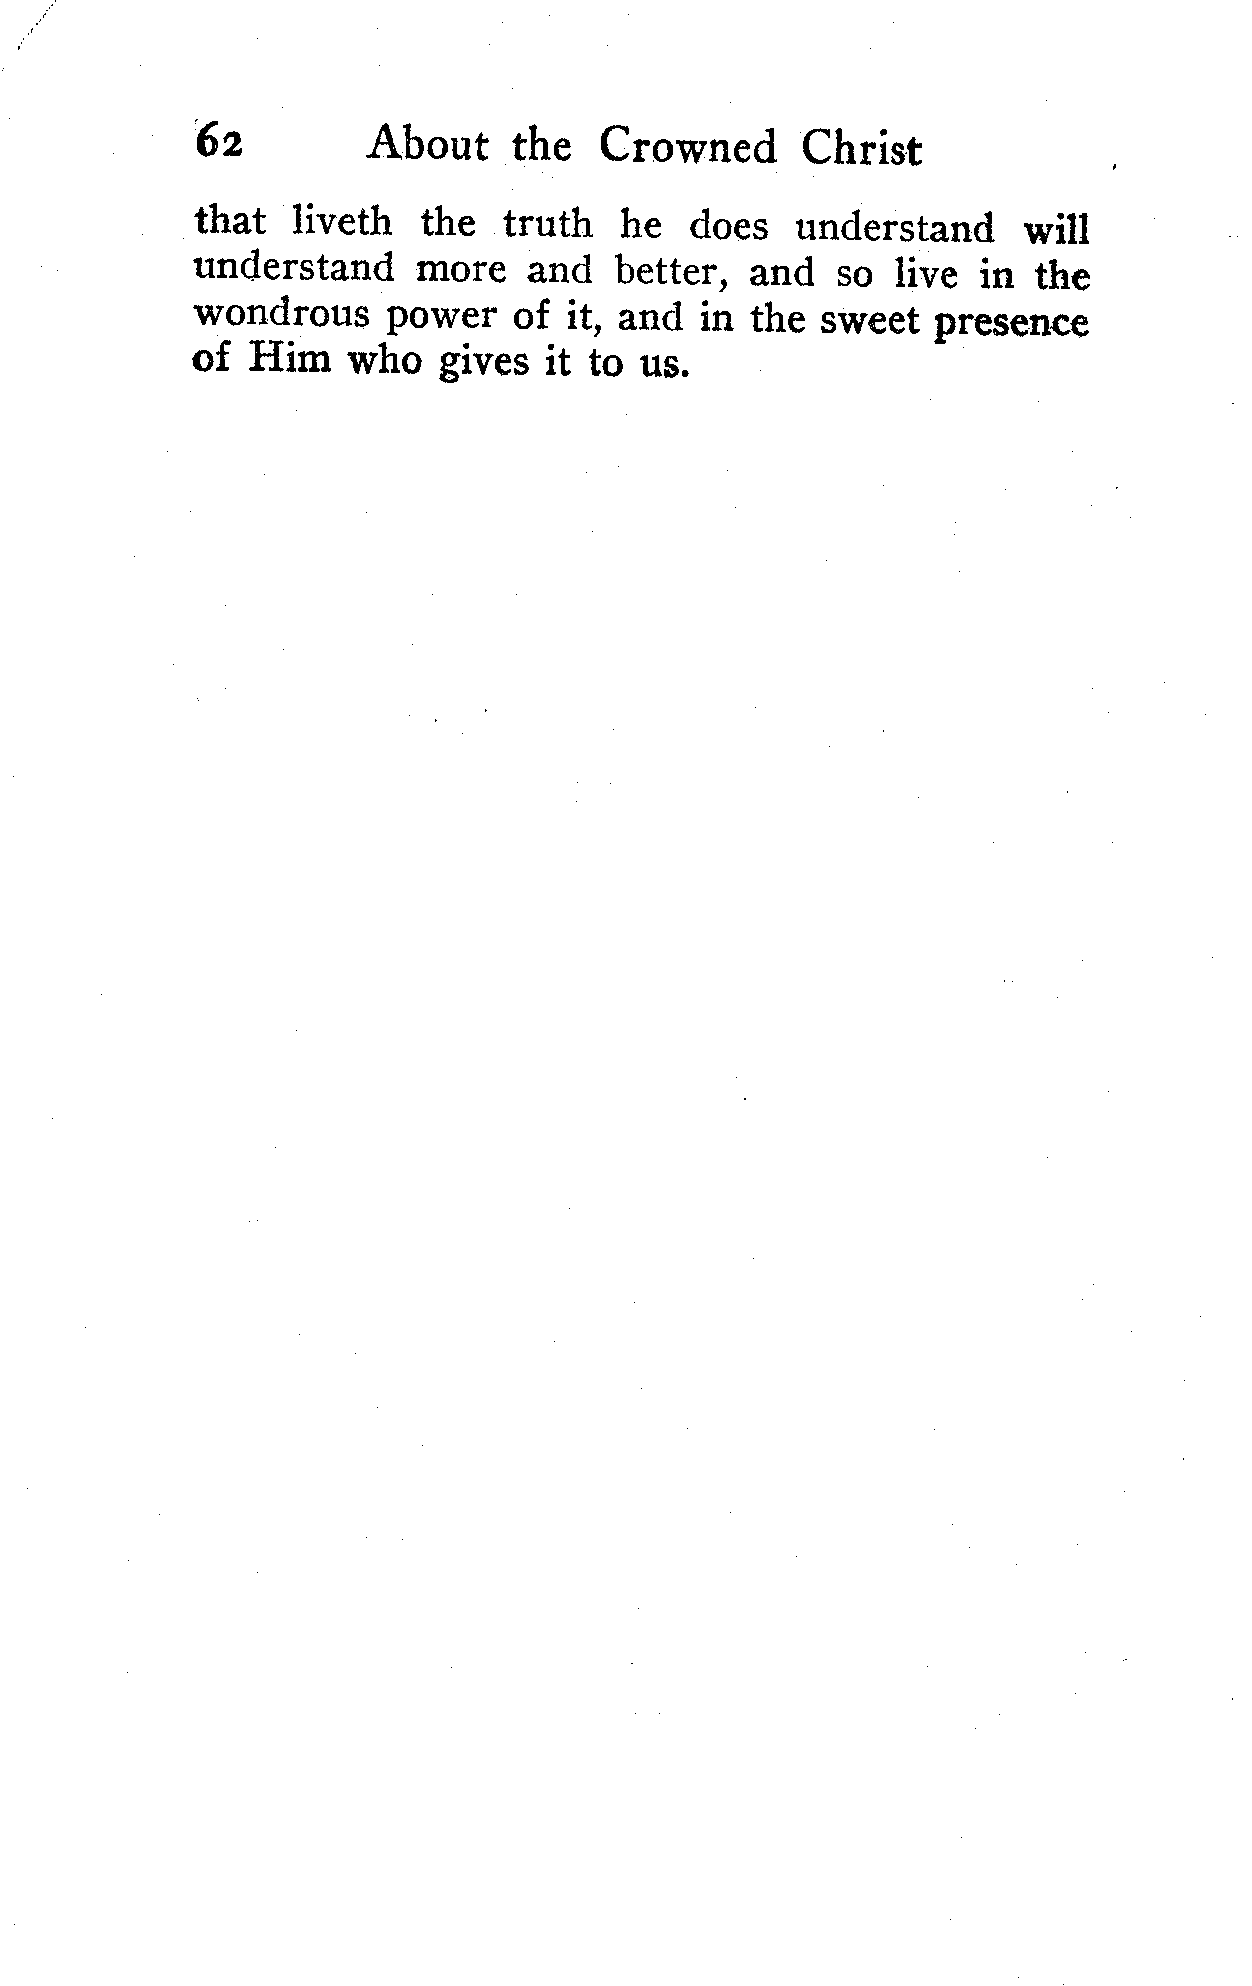 62 About the Crowned Christ
that liveth the truth he does understand will
understand more and better, and so live in the
wondrous power of it, and in the sweet presence
of Him who gives it to us.